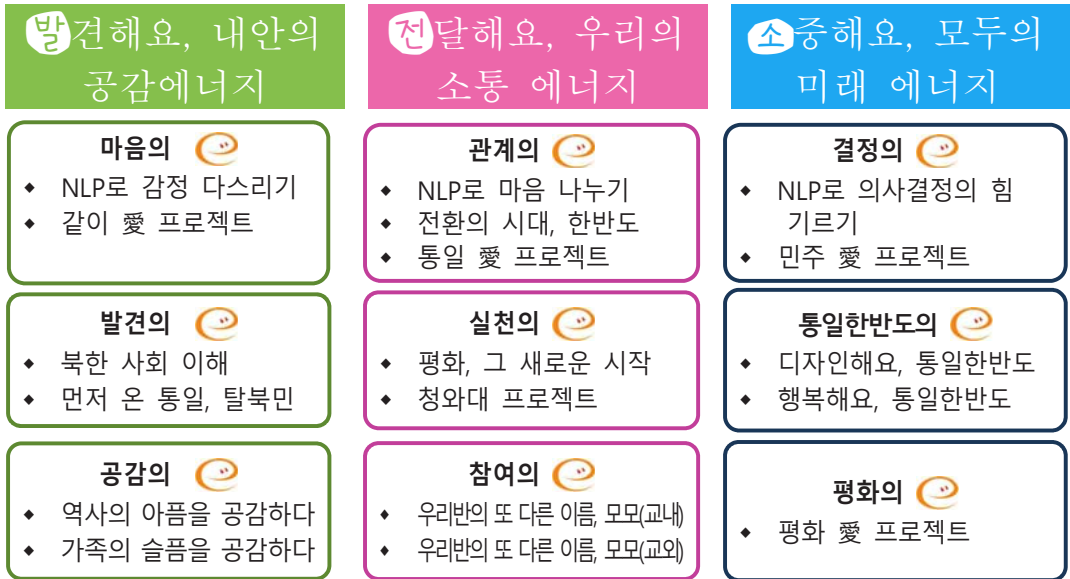 발견해요, 내안의
공감에너지
마음의
◆ NLP로 감정 다스리기
◆ 같이 愛 프로젝트
발견의
◆ 북한 사회 이해
◆ 먼저 온 통일, 탈북민
공감의
◆ 역사의 아픔을 공감하다
◆ 가족의 슬픔을 공감하다
전달해요, 우리의
소통 에너지
관계의
◆ NLP로 마음 나누기
◆ 전환의 시대, 한반도
◆ 통일 愛 프로젝트
실천의
◆ 평화, 그 새로운 시작
◆ 청와대 프로젝트
참여의
◆ 우리반의 또 다른 이름, 모모(교내)
◆ 우리반의 또 다른 이름, 모모(교외)
소중해요, 모두의
미래 에너지
결정의
◆ NLP로 의사결정의 힘
기르기
◆ 민주 愛 프로젝트
통일한반도의
◆ 디자인해요, 통일한반도
◆ 행복해요, 통일한반도
평화의
◆ 평화 愛 프로젝트